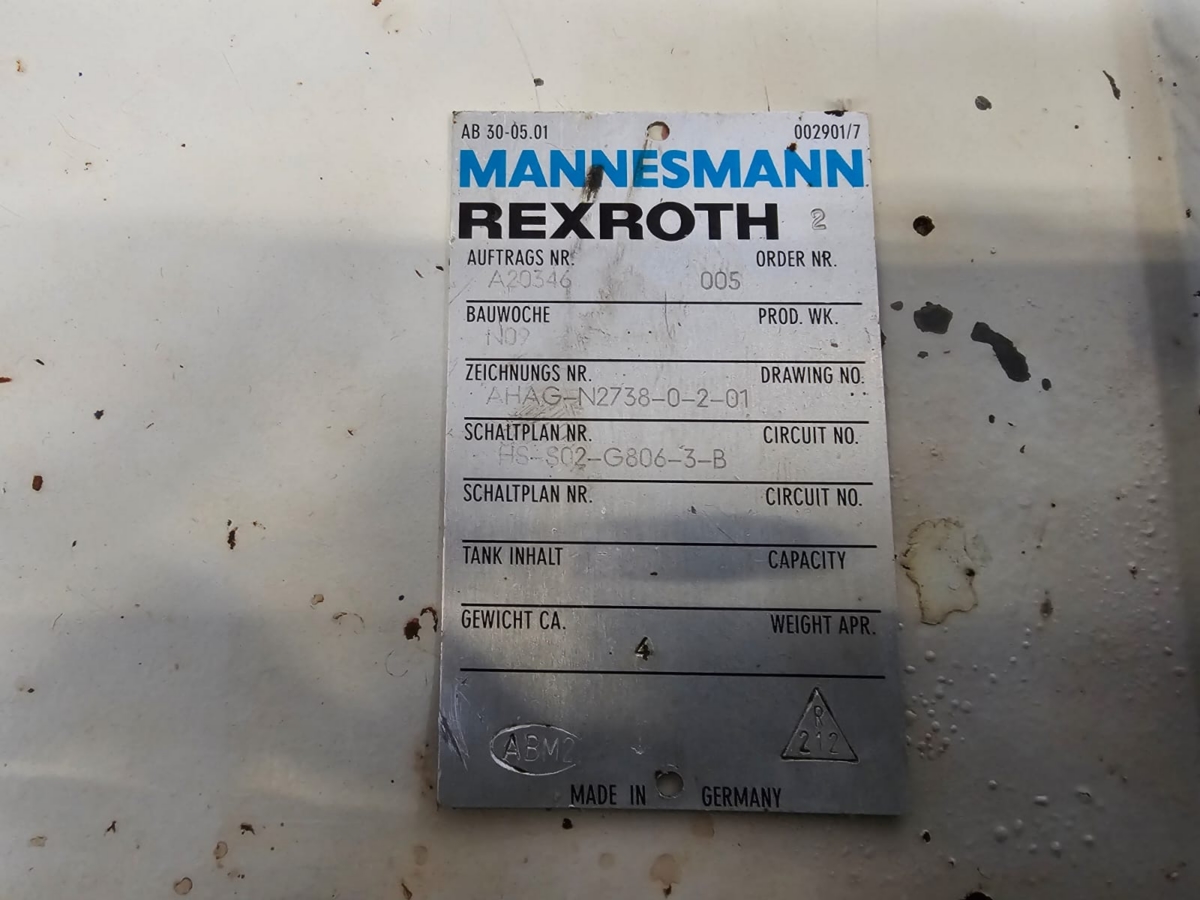 AB 30-05.01 002901/7
MANNESMANN
REXROTH 2
AUFTRAGS NR. ORDER NR.
A20346 005
BAUWOCHE PROD. WK.
N09
ZEICHNUNGS NR. DRAWING NO.
AHAG-N2738-0-2-01
SCHALTPLAN NR. CIRCUIT NO.
HS-S02-G806-3-B
SCHALTPLAN NR. CIRCUIT NO.
TANK INHALT CAPACITY
GEWICHT CA. WEIGHT APR.
4
ABM2 R
212
MADE IN GERMANY